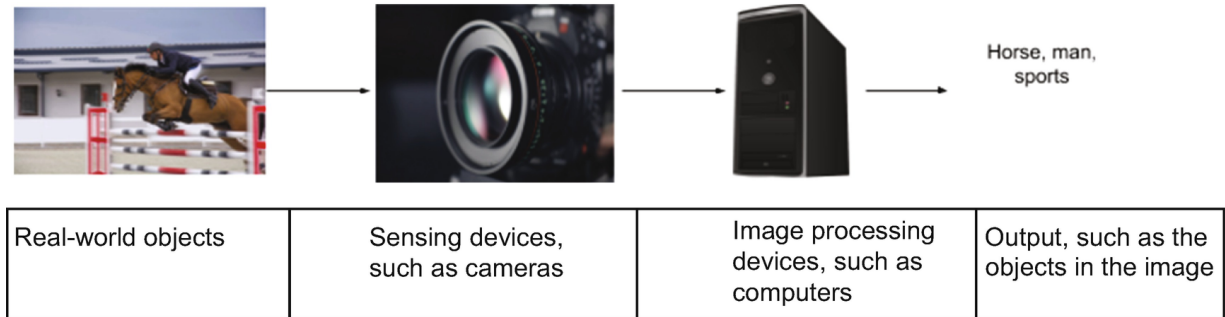 Horse, man,
sports
Real-world objects
Sensing devices,
such as cameras
Image processing
devices, such as
computers
Output, such as the
objects in the image